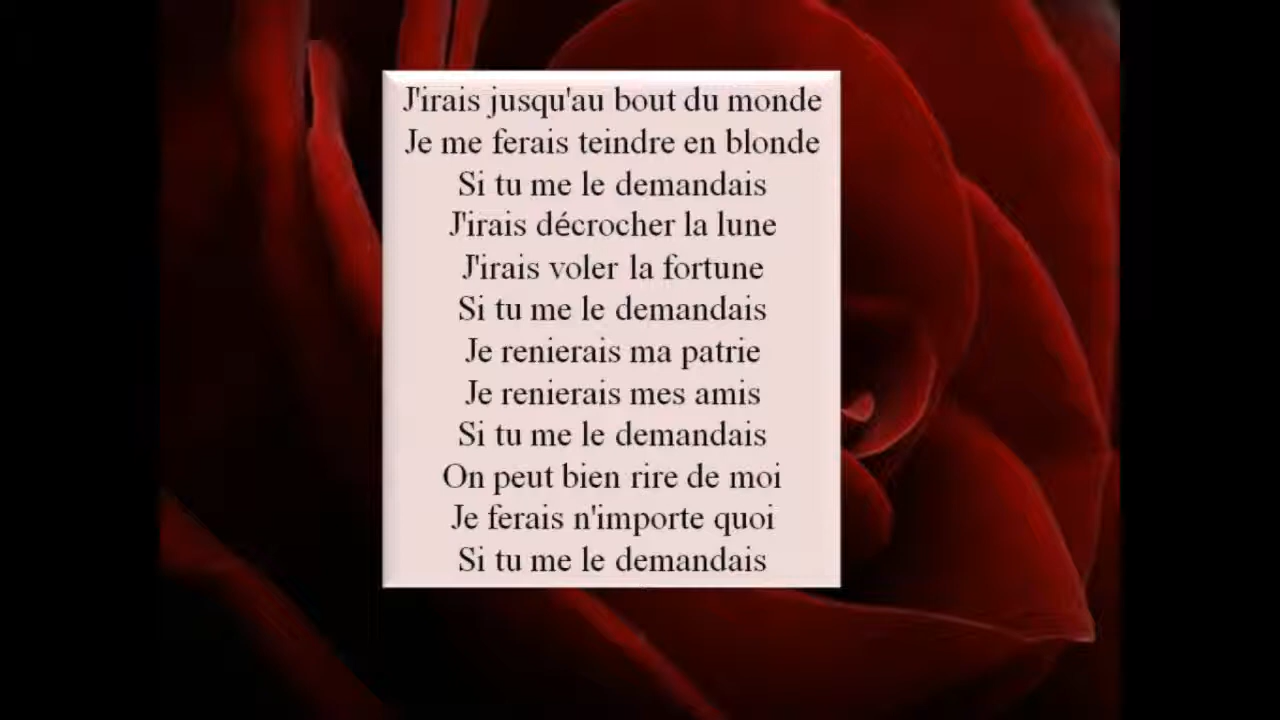 J'irais jusqu'au bout du monde
Je me ferais teindre en blonde
Si tu me le demandais
J'irais décrocher la lune
J'irais voler la fortune
Si tu me le demandais
Je renierais ma patrie
Je renierais mes amis
Si tu me le demandais
On peut bien rire de moi
Je ferais n'importe quoi
Si tu me le demandais